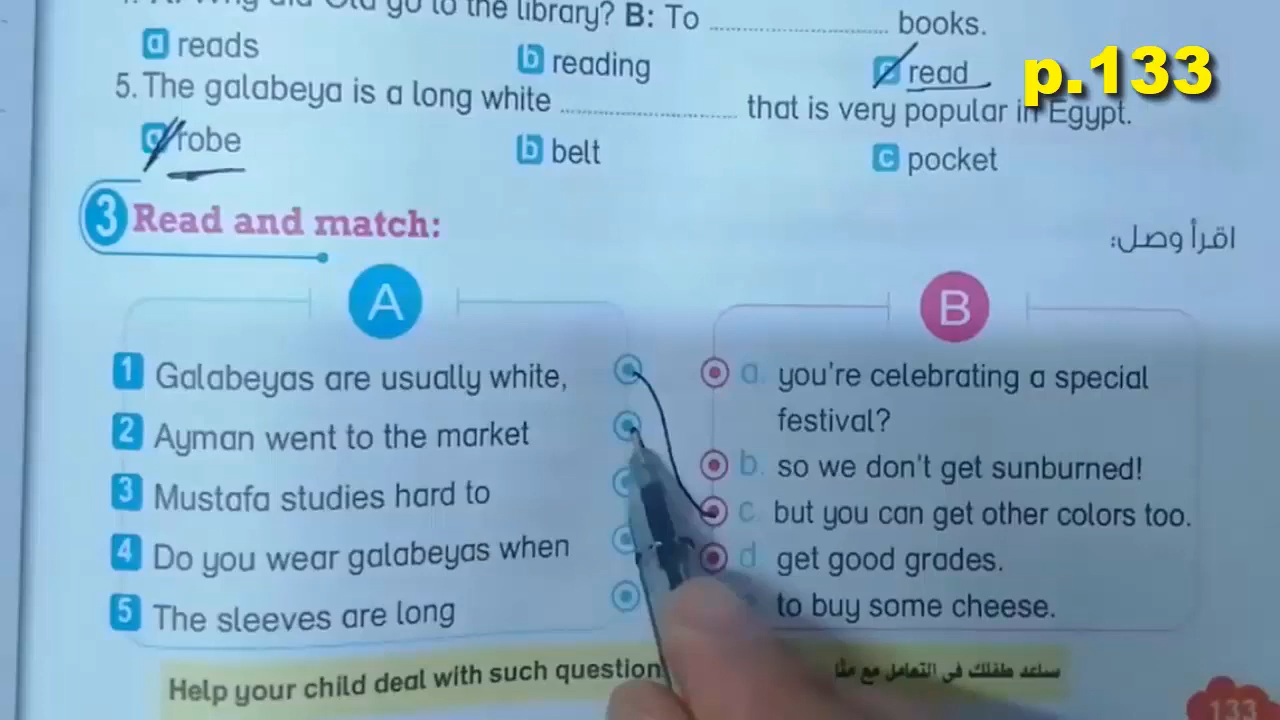 go to the library? B: To ........................ books.
a reads b reading c read
p.133
5. The galabeya is a long white ........................ that is very popular in Egypt.
a robe b belt c pocket
3 Read and match:
اقرأ وصل:
A
B
1 Galabeyas are usually white,
2 Ayman went to the market
3 Mustafa studies hard to
4 Do you wear galabeyas when
5 The sleeves are long
a. you're celebrating a special
festival?
b. so we don't get sunburned!
c. but you can get other colors too.
d. get good grades.
to buy some cheese.
Help your child deal with such question
ساعد طفلك في التعامل مع
133